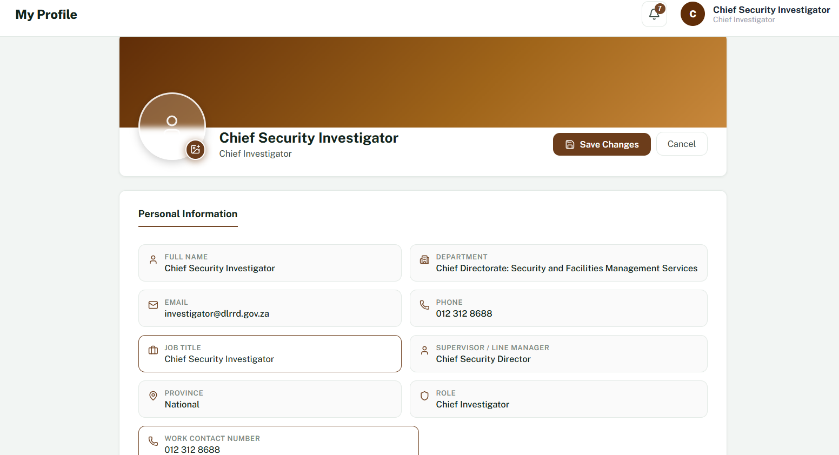 My Profile
7
C
Chief Security Investigator
Chief Investigator
Chief Security Investigator
Chief Investigator
Save Changes
Cancel
Personal Information
FULL NAME
Chief Security Investigator
DEPARTMENT
Chief Directorate: Security and Facilities Management Services
EMAIL
investigator@dlrrd.gov.za
PHONE
012 312 8688
JOB TITLE
Chief Security Investigator
SUPERVISOR / LINE MANAGER
Chief Security Director
PROVINCE
National
ROLE
Chief Investigator
WORK CONTACT NUMBER
012 312 8688